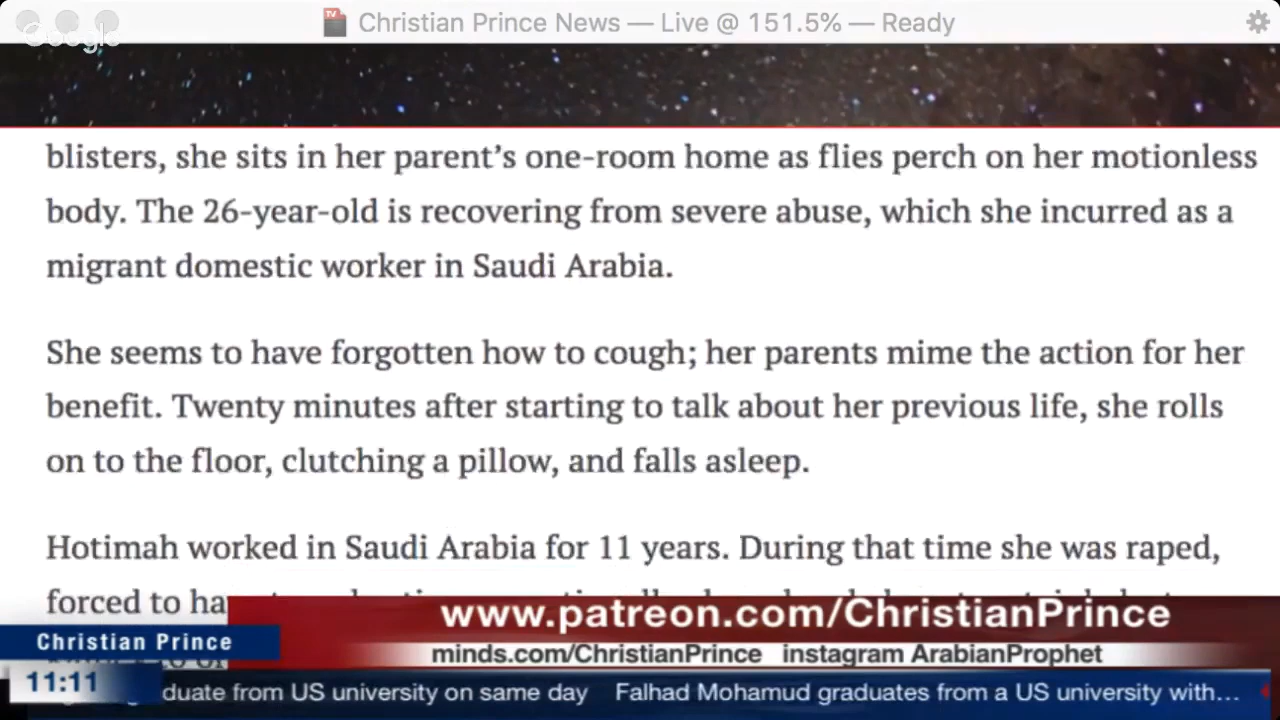 Christian Prince News — Live @ 151.5% — Ready
Google
TV
blisters, she sits in her parent’s one-room home as flies perch on her motionless
body. The 26-year-old is recovering from severe abuse, which she incurred as a
migrant domestic worker in Saudi Arabia.
She seems to have forgotten how to cough; her parents mime the action for her
benefit. Twenty minutes after starting to talk about her previous life, she rolls
on to the floor, clutching a pillow, and falls asleep.
Hotimah worked in Saudi Arabia for 11 years. During that time she was raped,
forced to
www.patreon.com/ChristianPrince
Christian Prince
minds.com/ChristianPrince instagram ArabianProphet
11:11
duate from US university on same day Falhad Mohamud graduates from a US university with...